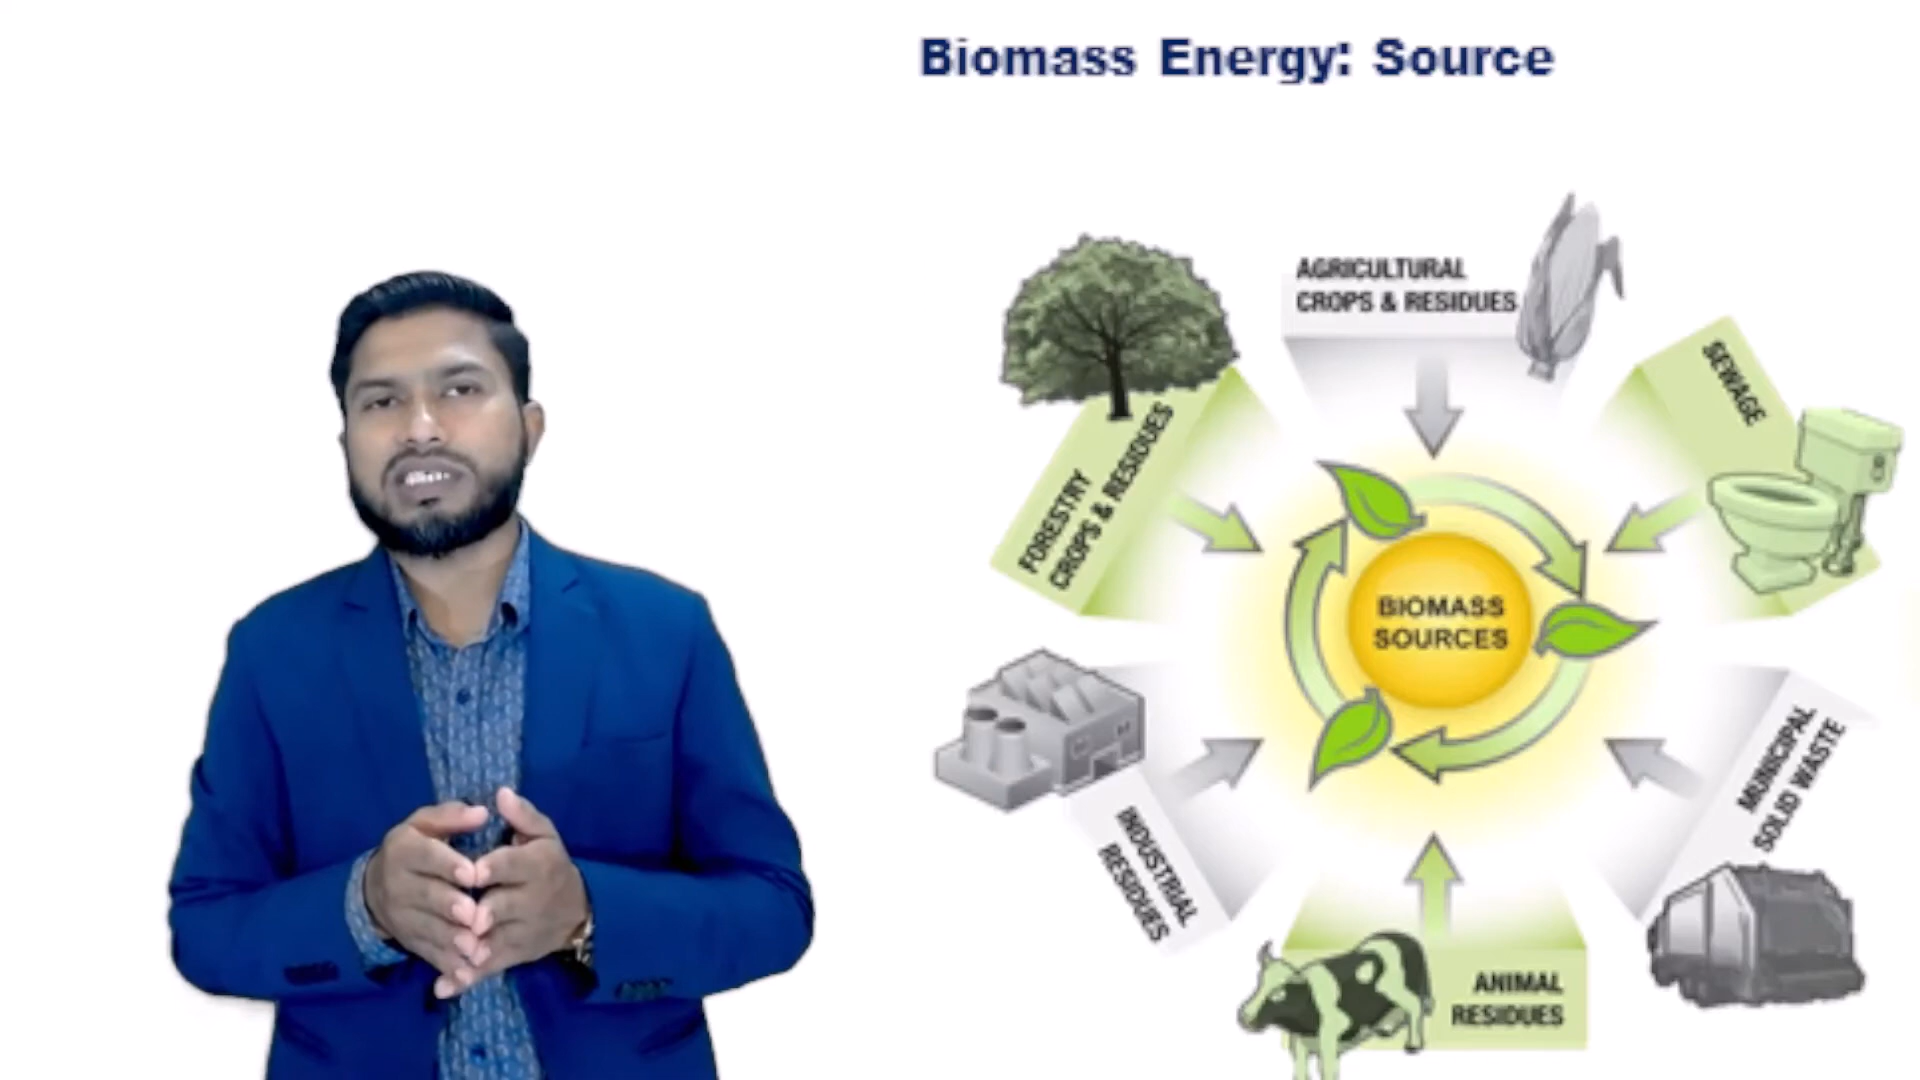 Biomass Energy: Source
AGRICULTURAL
CROPS & RESIDUES
SEWAGE
FORESTRY
CROPS & RESIDUES
BIOMASS
SOURCES
MUNICIPAL
SOLID WASTE
INDUSTRIAL
RESIDUES
ANIMAL
RESIDUES